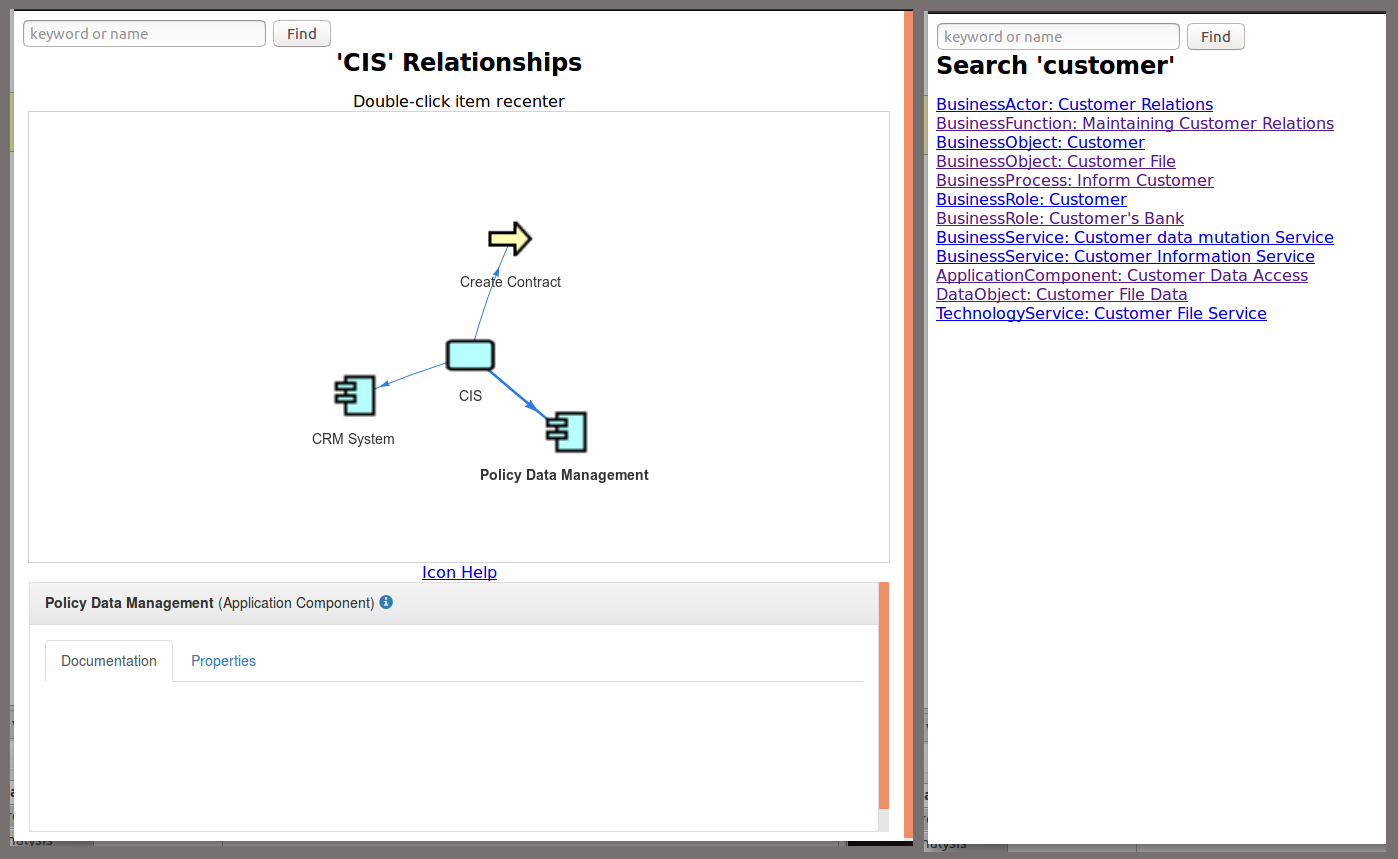 keyword or name
Find
'CIS' Relationships
Double-click item recenter
Create Contract
CIS
CRM System
Policy Data Management
Icon Help
Policy Data Management (Application Component)
Documentation
Properties
keyword or name
Find
Search 'customer'
BusinessActor: Customer Relations
BusinessFunction: Maintaining Customer Relations
BusinessObject: Customer
BusinessObject: Customer File
BusinessProcess: Inform Customer
BusinessRole: Customer
BusinessRole: Customer's Bank
BusinessService: Customer data mutation Service
BusinessService: Customer Information Service
ApplicationComponent: Customer Data Access
DataObject: Customer File Data
TechnologyService: Customer File Service